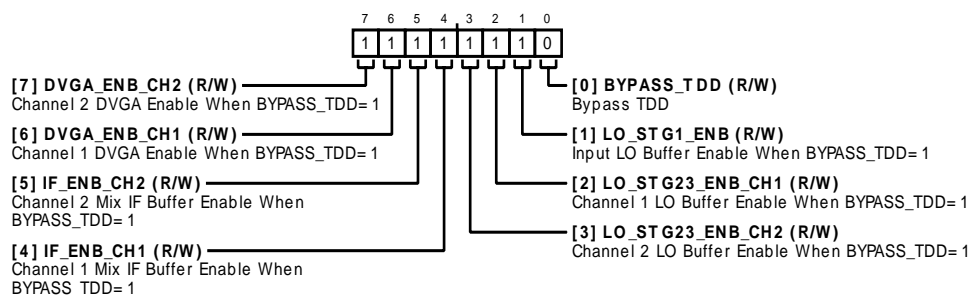 7 6 5 4 3 2 1 0
1 1 1 1 1 1 1 0
[7] DVGA_ENB_CH2 (R/W)
Channel 2 DVGA Enable When BYPASS_TDD=1
[6] DVGA_ENB_CH1 (R/W)
Channel 1 DVGA Enable When BYPASS_TDD=1
[5] IF_ENB_CH2 (R/W)
Channel 2 Mix IF Buffer Enable When
BYPASS_TDD=1
[4] IF_ENB_CH1 (R/W)
Channel 1 Mix IF Buffer Enable When
BYPASS TDD=1
[0] BYPASS_TDD (R/W)
Bypass TDD
[1] LO_STG1_ENB (R/W)
Input LO Buffer Enable When BYPASS_TDD=1
[2] LO_STG23_ENB_CH1 (R/W)
Channel 1 LO Buffer Enable When BYPASS_TDD=1
[3] LO_STG23_ENB_CH2 (R/W)
Channel 2 LO Buffer Enable When BYPASS_TDD=1